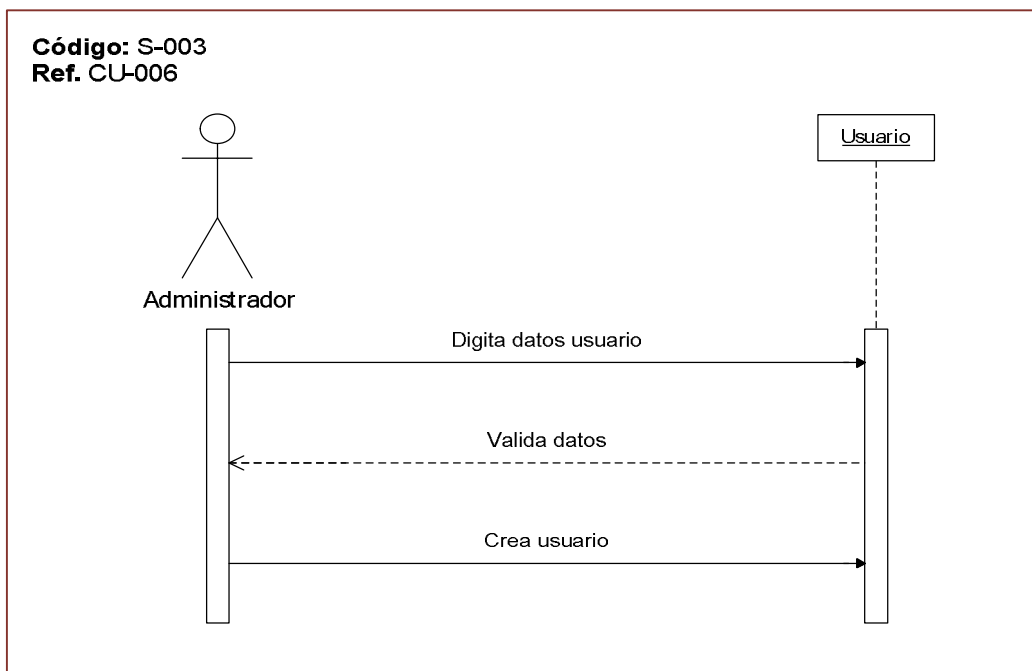 Código: S-003
Ref. CU-006
Usuario
Administrador
Digita datos usuario
Valida datos
Crea usuario